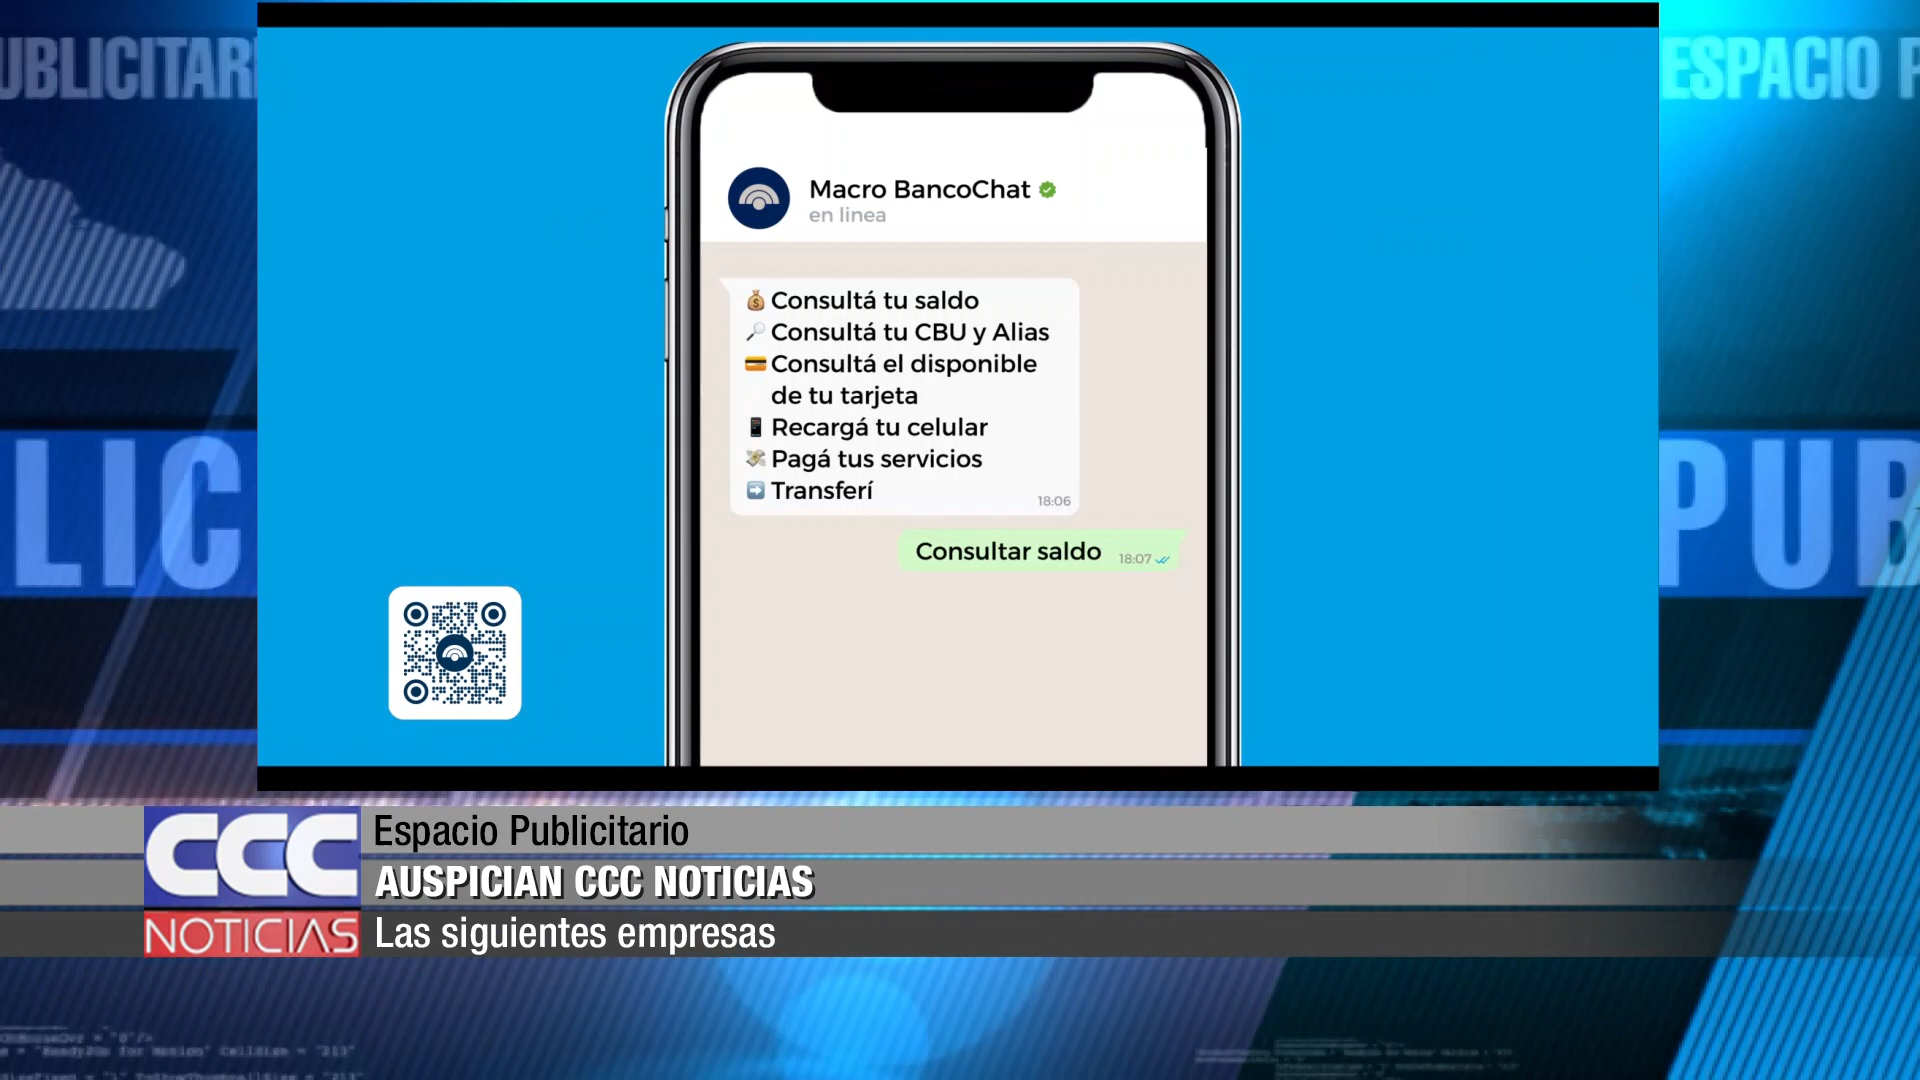 UBLICITARI
ESPACIO P
Macro BancoChat
en linea
Consultá tu saldo
Consultá tu CBU y Alias
Consultá el disponible
de tu tarjeta
Recargá tu celular
Pagá tus servicios
Transferí
18:06
Consultar saldo 18:07
LIC
PUB
CCC
NOTICIAS
Espacio Publicitario
AUSPICIAN CCC NOTICIAS
Las siguientes empresas